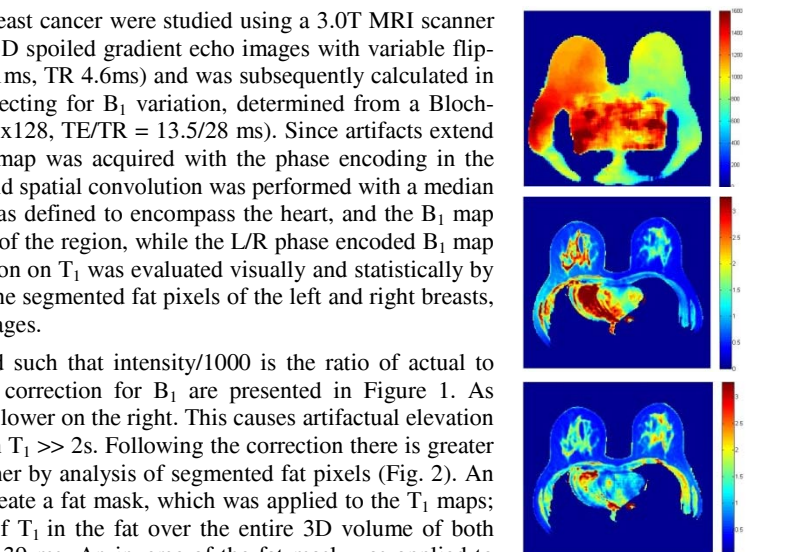 east cancer were studied using a 3.0T MRI scanner
D spoiled gradient echo images with variable flip-
ms, TR 4.6ms) and was subsequently calculated in
ecting for B₁ variation, determined from a Bloch-
x128, TE/TR = 13.5/28 ms). Since artifacts extend
map was acquired with the phase encoding in the
d spatial convolution was performed with a median
as defined to encompass the heart, and the B₁ map
of the region, while the L/R phase encoded B₁ map
on on T₁ was evaluated visually and statistically by
ne segmented fat pixels of the left and right breasts,
ages.
d such that intensity/1000 is the ratio of actual to
correction for B₁ are presented in Figure 1. As
lower on the right. This causes artifactual elevation
T₁ >> 2s. Following the correction there is greater
ner by analysis of segmented fat pixels (Fig. 2). An
eate a fat mask, which was applied to the T₁ maps;
f T₁ in the fat over the entire 3D volume of both
1600
1400
1200
1000
800
600
400
200
0
3
2.5
2
1.5
1
0.5
0
3
2.5
2
1.5
1
0.5